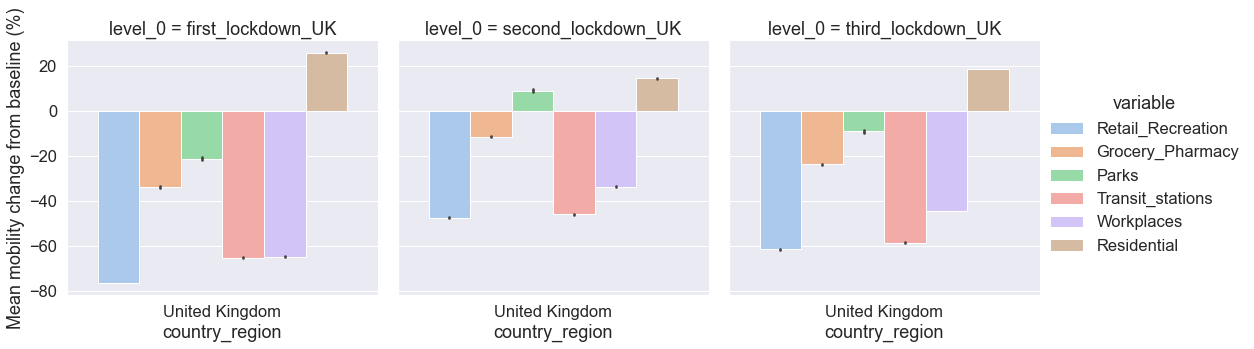 Mean mobility change from baseline (%)
level_0 = first_lockdown_UK
level_0 = second_lockdown_UK
level_0 = third_lockdown_UK
20
0
−20
−40
−60
−80
United Kingdom
United Kingdom
United Kingdom
country_region
country_region
country_region
variable
Retail_Recreation
Grocery_Pharmacy
Parks
Transit_stations
Workplaces
Residential